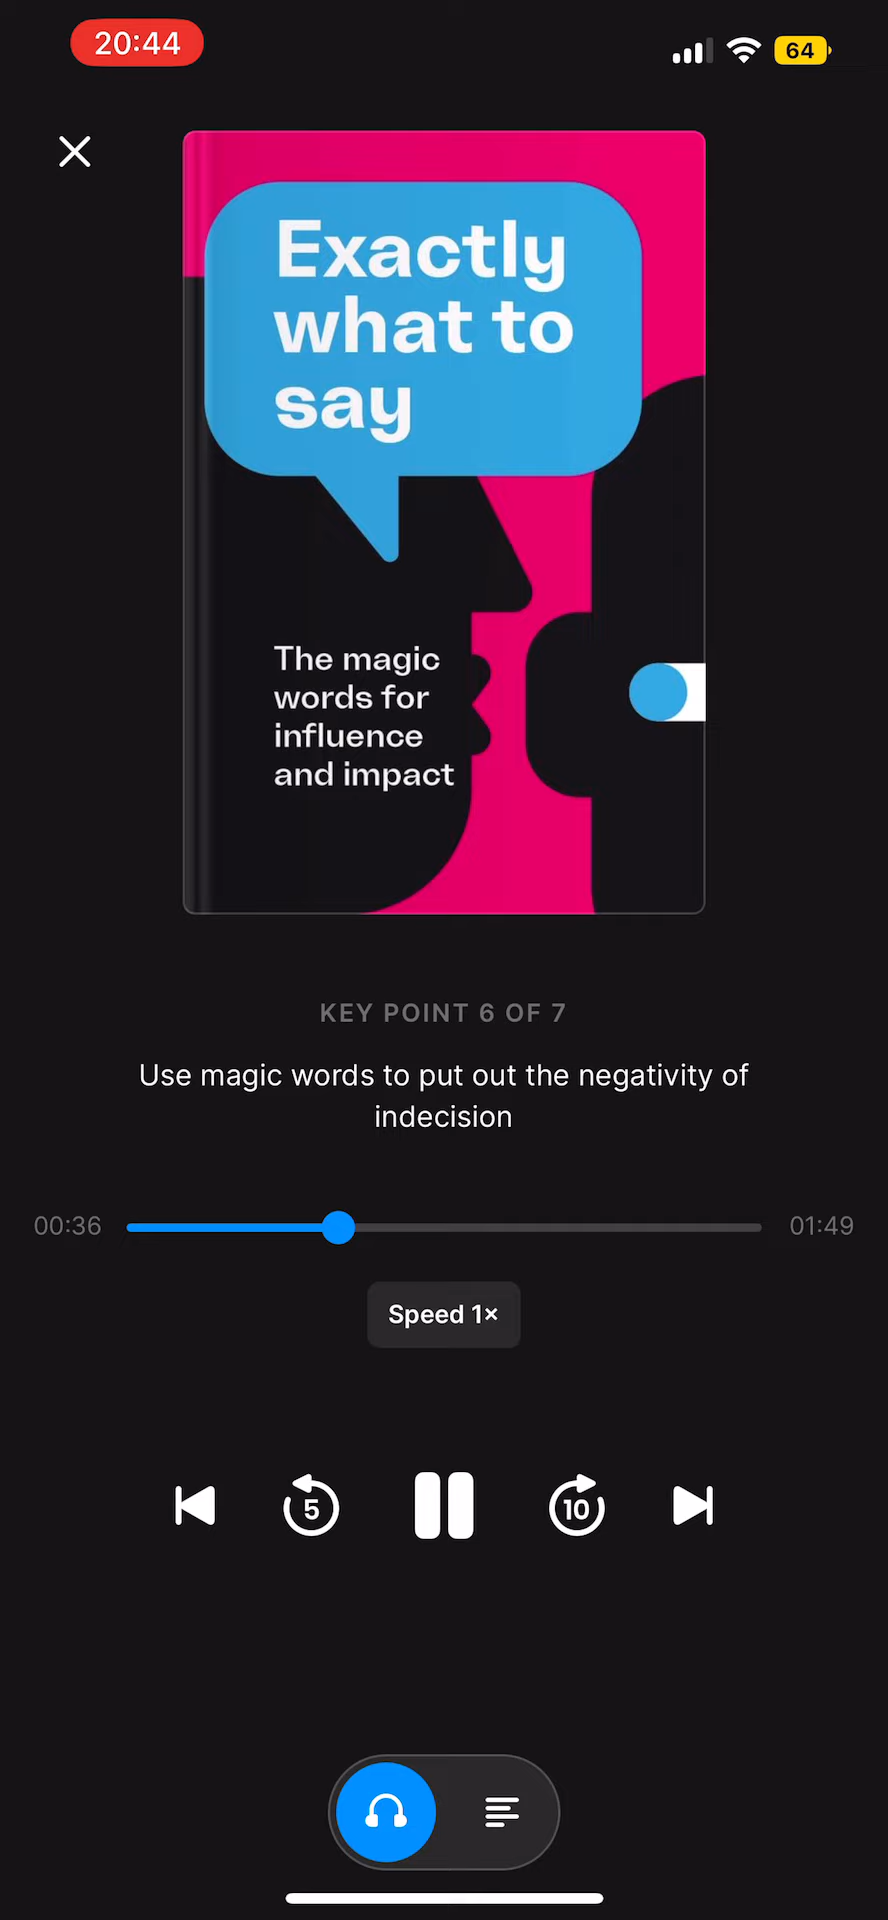 20:44
64
Exactly
what to
say
The magic
words for
influence
and impact
KEY POINT 6 OF 7
Use magic words to put out the negativity of
indecision
00:36
01:49
Speed 1×
5
10